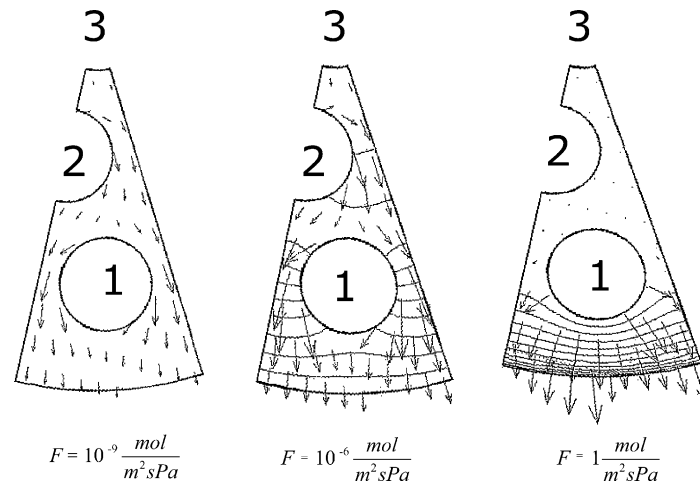 3 3 3
2 2 2
1 1 1
F = 10⁻⁹ mol/m²sPa F = 10⁻⁶ mol/m²sPa F = 1 mol/m²sPa